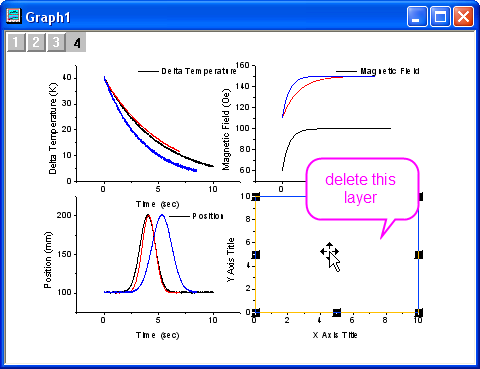 Graph1
1 2 3 4
Delta Temperature
Delta Temperature (K)
40
30
20
10
0
0 5 10
Time (sec)
Magnetic Field
Magnetic Field (Oe)
160
140
120
100
80
60
0
delete this
layer
Position
Position (mm)
200
150
100
0 5 10
Time (sec)
Y Axis Title
10
8
6
4
2
0
0 2 4 6 8 10
X Axis Title